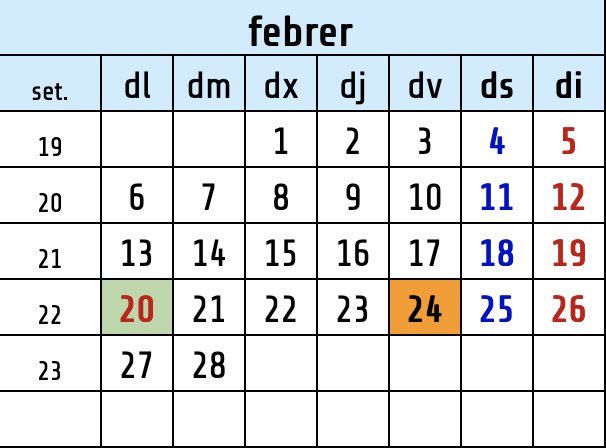 febrer
set. dl dm dx dj dv ds di
19 1 2 3 4 5
20 6 7 8 9 10 11 12
21 13 14 15 16 17 18 19
22 20 21 22 23 24 25 26
23 27 28